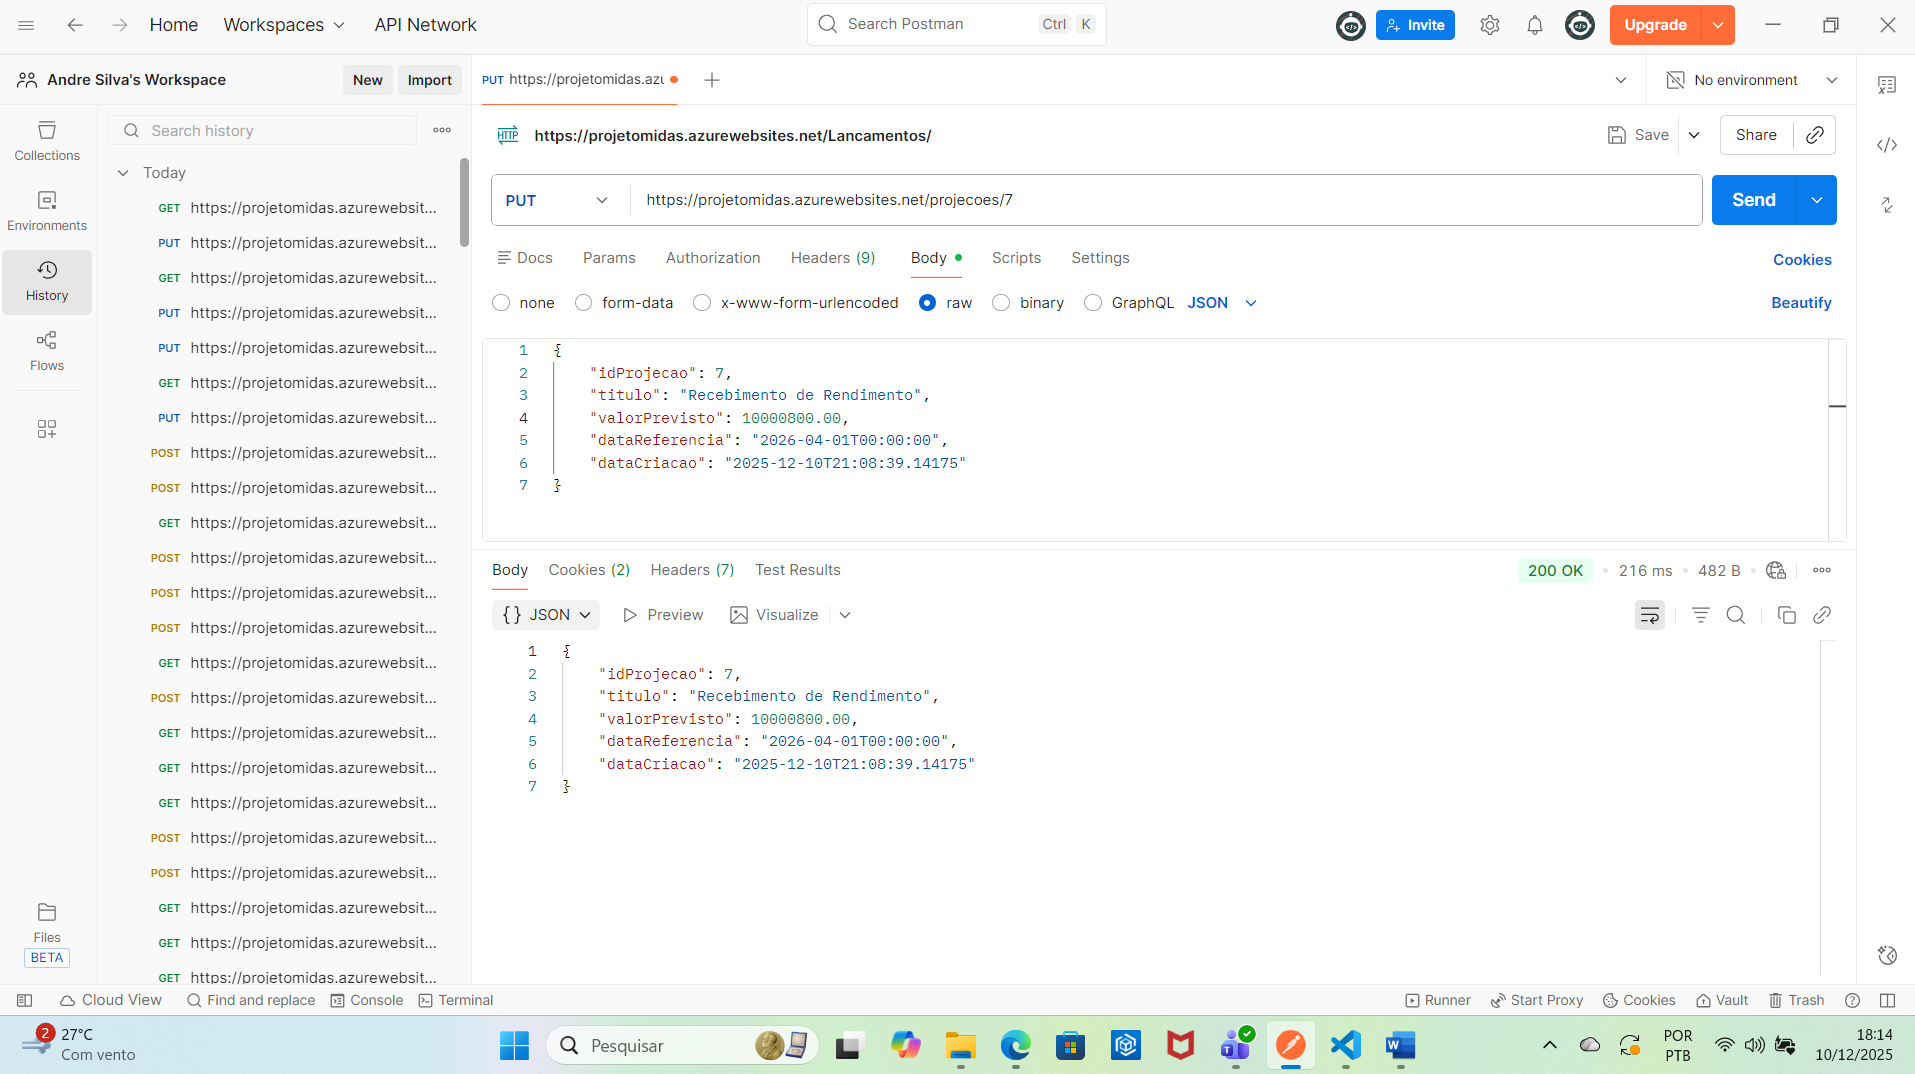 Home
Workspaces
API Network
Search Postman
Ctrl K
Invite
Upgrade
Andre Silva's Workspace
New
Import
PUT https://projetomidas.azu
No environment
Collections
Environments
History
Flows
Files
BETA
Search history
Today
GET https://projetomidas.azurewebsit...
PUT https://projetomidas.azurewebsit...
GET https://projetomidas.azurewebsit...
PUT https://projetomidas.azurewebsit...
PUT https://projetomidas.azurewebsit...
GET https://projetomidas.azurewebsit...
PUT https://projetomidas.azurewebsit...
POST https://projetomidas.azurewebsit...
POST https://projetomidas.azurewebsit...
GET https://projetomidas.azurewebsit...
POST https://projetomidas.azurewebsit...
POST https://projetomidas.azurewebsit...
POST https://projetomidas.azurewebsit...
GET https://projetomidas.azurewebsit...
POST https://projetomidas.azurewebsit...
GET https://projetomidas.azurewebsit...
GET https://projetomidas.azurewebsit...
GET https://projetomidas.azurewebsit...
POST https://projetomidas.azurewebsit...
POST https://projetomidas.azurewebsit...
GET https://projetomidas.azurewebsit...
GET https://projetomidas.azurewebsit...
GET https://projetomidas.azurewebsit...
HTTP https://projetomidas.azurewebsites.net/Lancamentos/
Save
Share
PUT
https://projetomidas.azurewebsites.net/projecoes/7
Send
Docs Params Authorization Headers (9) Body Scripts Settings
Cookies
none form-data x-www-form-urlencoded raw binary GraphQL JSON
Beautify
1 {
2 "idProjecao": 7,
3 "titulo": "Recebimento de Rendimento",
4 "valorPrevisto": 10000800.00,
5 "dataReferencia": "2026-04-01T00:00:00",
6 "dataCriacao": "2025-12-10T21:08:39.14175"
7 }
Body Cookies (2) Headers (7) Test Results
200 OK 216 ms 482 B
{} JSON Preview Visualize
1 {
2 "idProjecao": 7,
3 "titulo": "Recebimento de Rendimento",
4 "valorPrevisto": 10000800.00,
5 "dataReferencia": "2026-04-01T00:00:00",
6 "dataCriacao": "2025-12-10T21:08:39.14175"
7 }
Cloud View Find and replace Console Terminal
Runner Start Proxy Cookies Vault Trash
2
27°C
Com vento
Pesquisar
POR
PTB
18:14
10/12/2025